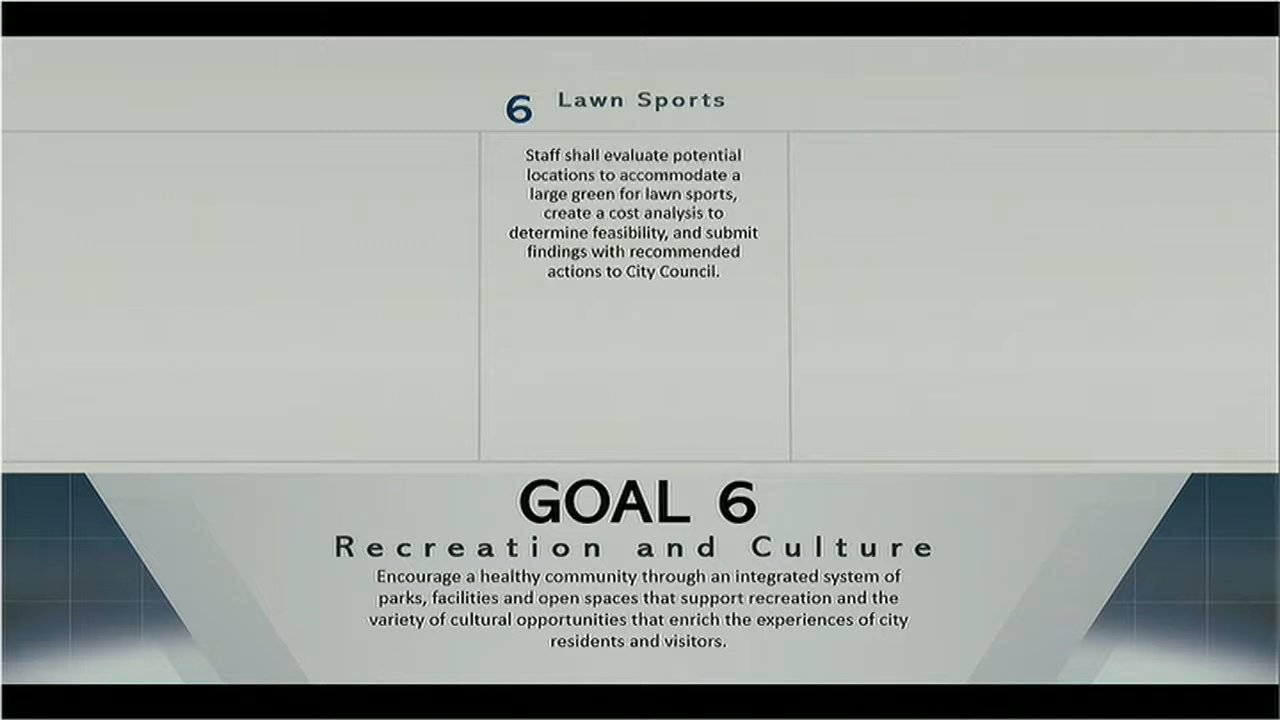 6 Lawn Sports
Staff shall evaluate potential
locations to accommodate a
large green for lawn sports,
create a cost analysis to
determine feasibility, and submit
findings with recommended
actions to City Council.
GOAL 6
Recreation and Culture
Encourage a healthy community through an integrated system of
parks, facilities and open spaces that support recreation and the
variety of cultural opportunities that enrich the experiences of city
residents and visitors.